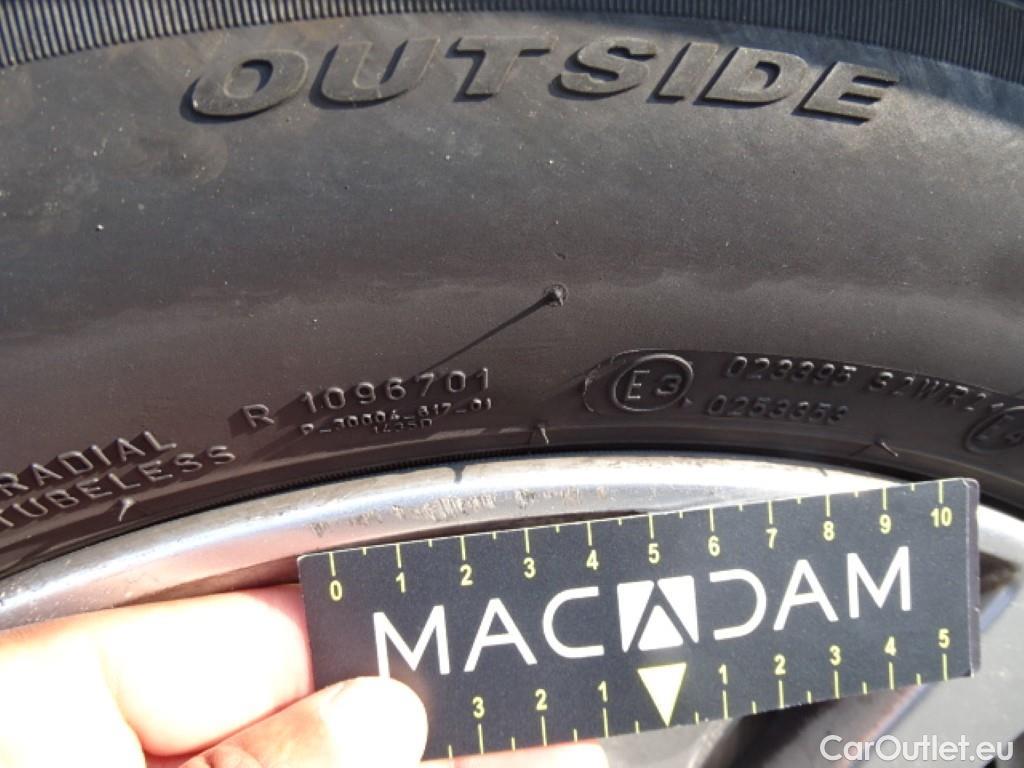 OUTSIDE
R 1096701
RADIAL
TUBELESS
E3
0253353
0 1 2 3 4 5 6 7 8 9 10
MACADAM
3 2 1 1 2 3 4 5
CarOutlet.eu